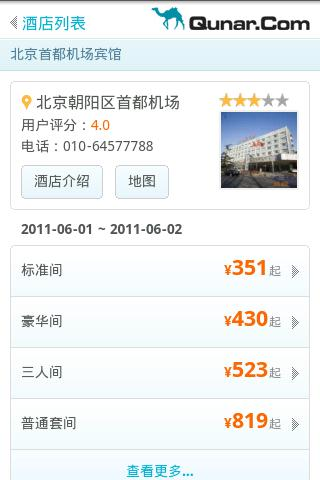 酒店列表
Qunar.Com
北京首都机场宾馆
北京朝阳区首都机场
用户评分：4.0
电话：010-64577788
酒店介绍 地图
2011-06-01 ~ 2011-06-02
标准间 ¥351起
豪华间 ¥430起
三人间 ¥523起
普通套间 ¥819起
查看更多...